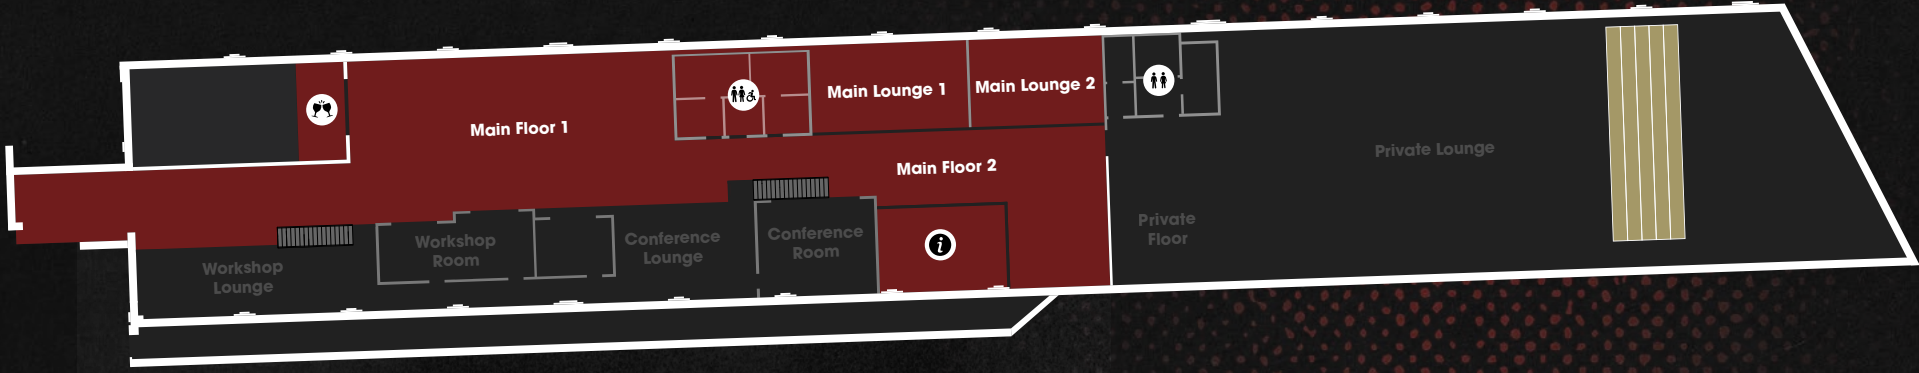 Main Floor 1
Main Lounge 1
Main Lounge 2
Main Floor 2
Private Lounge
Private
Floor
Workshop
Room
Conference
Lounge
Conference
Room
i
Workshop
Lounge